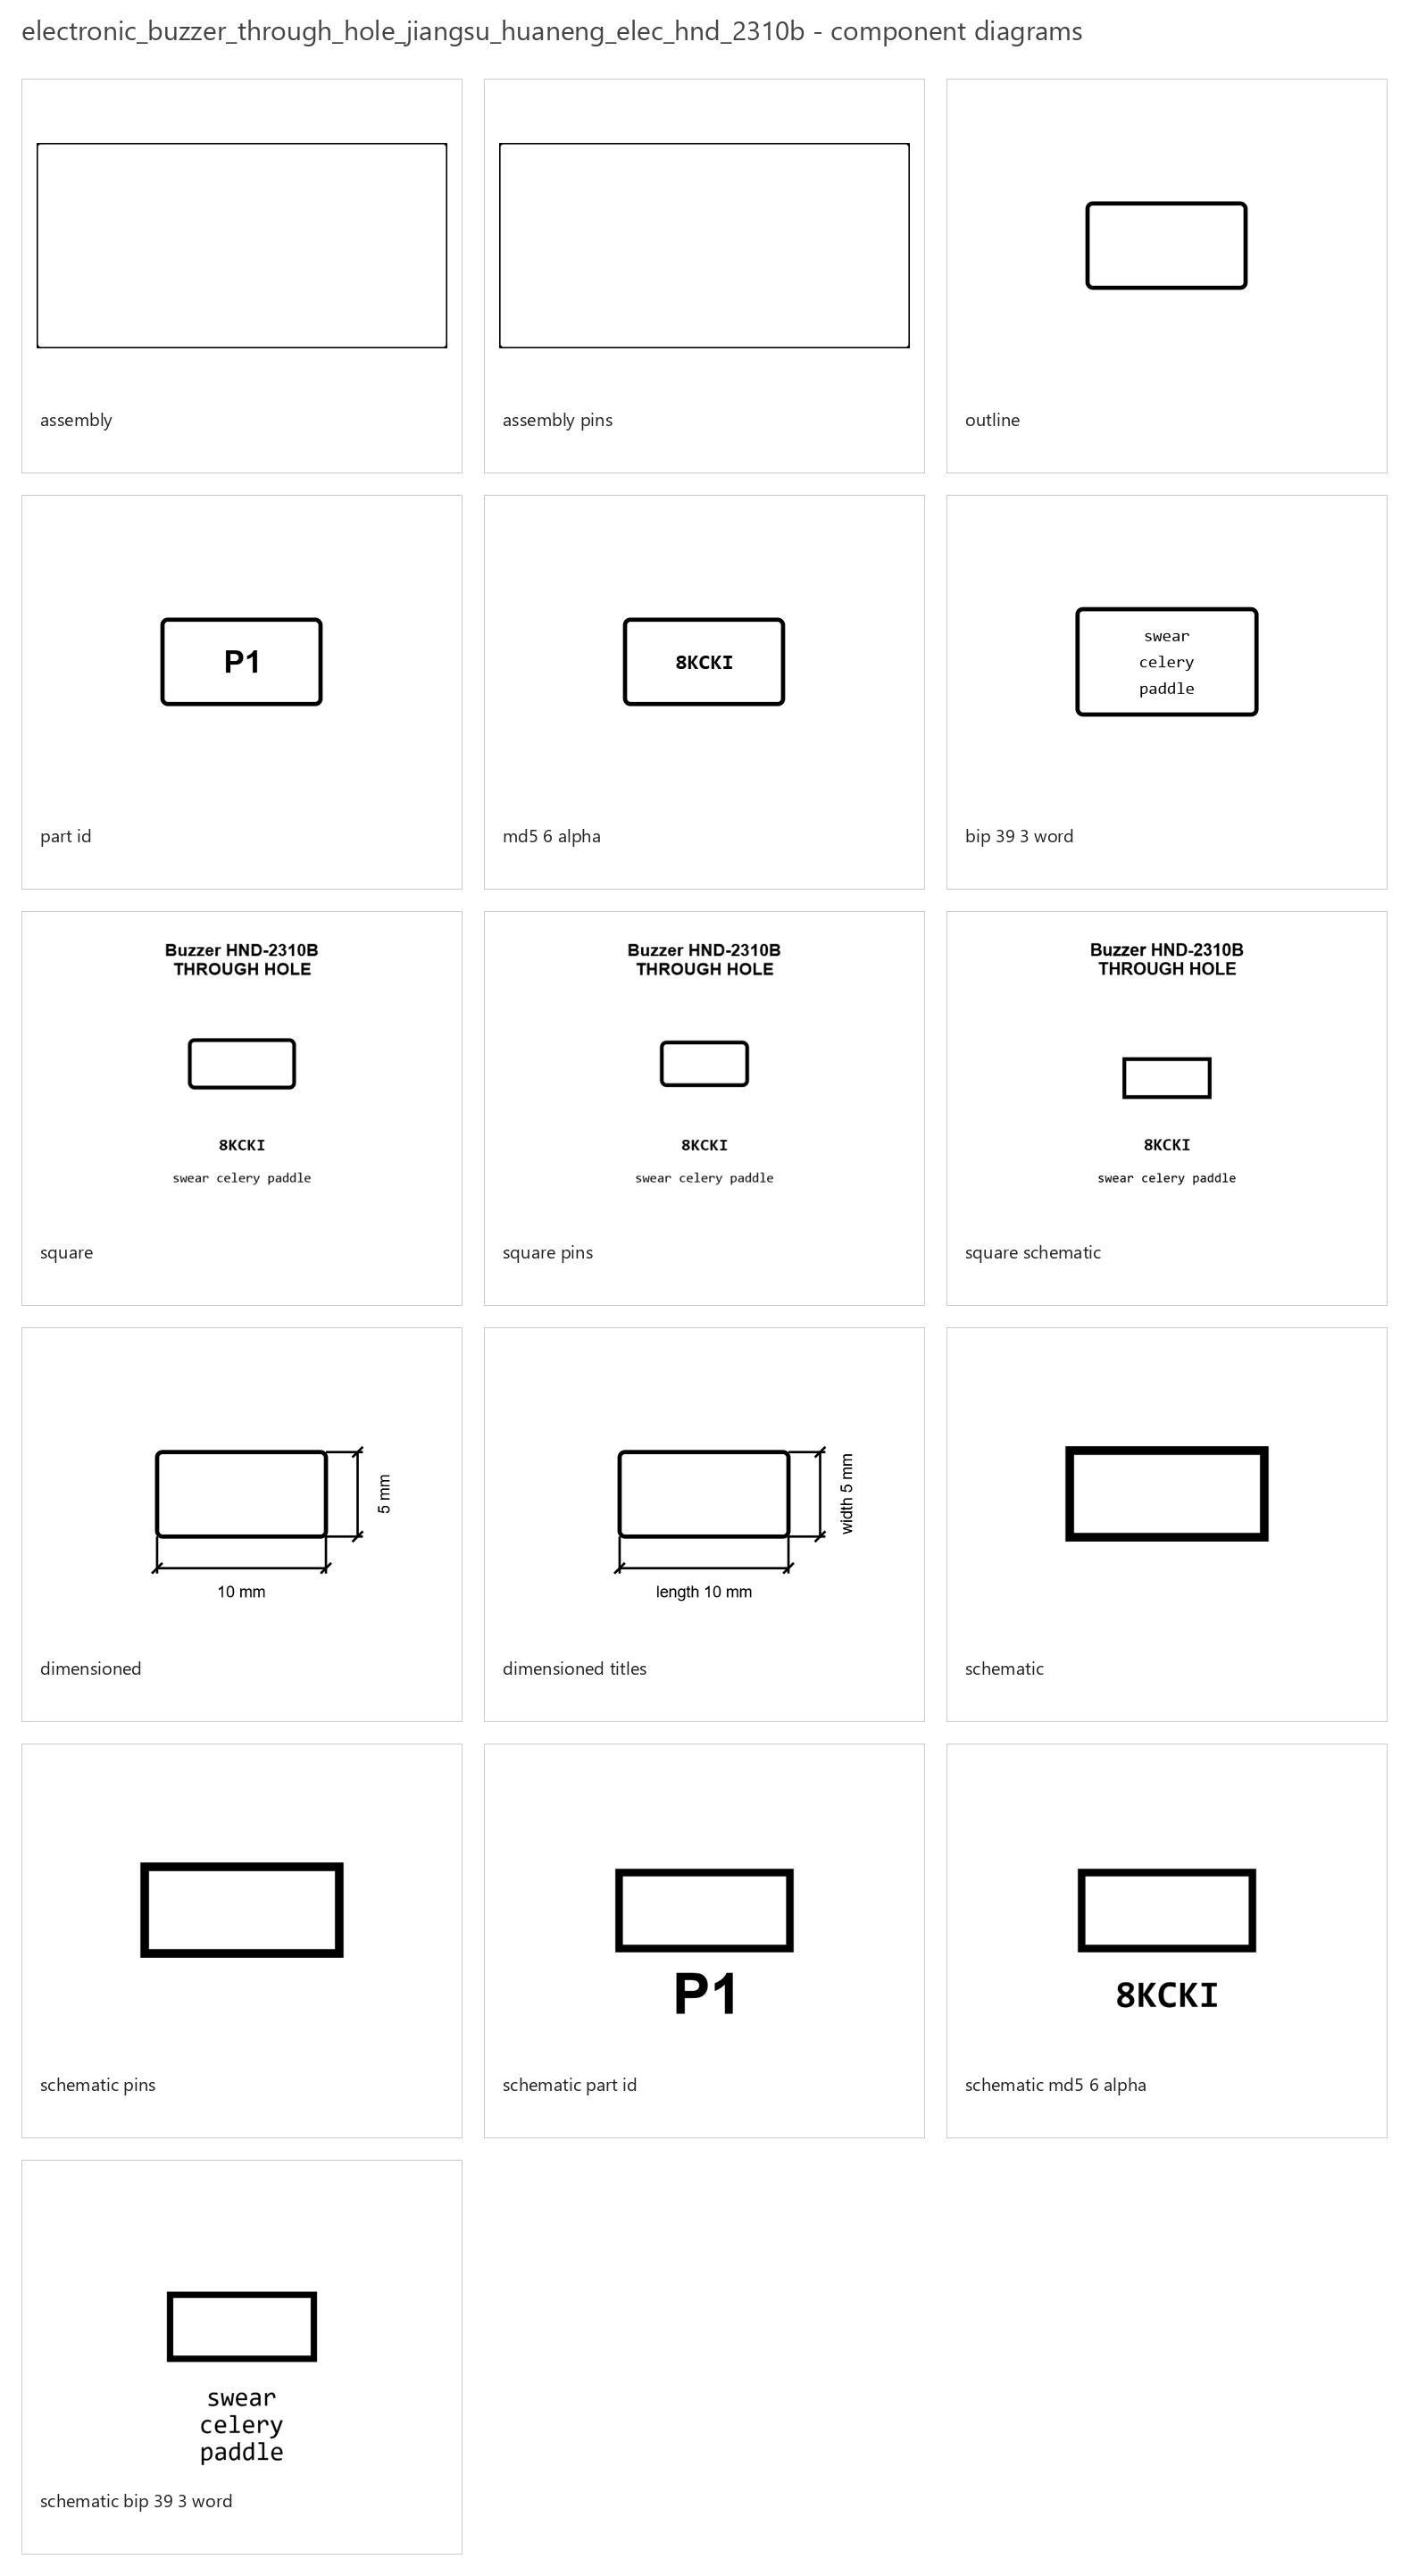 electronic_buzzer_through_hole_jiangsu_huaneng_elec_hnd_2310b - component diagrams
assembly
assembly pins
outline
P1
part id
8KCKI
md5 6 alpha
swear
celery
paddle
bip 39 3 word
Buzzer HND-2310B
THROUGH HOLE
8KCKI
swear celery paddle
square
Buzzer HND-2310B
THROUGH HOLE
8KCKI
swear celery paddle
square pins
Buzzer HND-2310B
THROUGH HOLE
8KCKI
swear celery paddle
square schematic
5 mm
10 mm
dimensioned
width 5 mm
length 10 mm
dimensioned titles
schematic
schematic pins
P1
schematic part id
8KCKI
schematic md5 6 alpha
swear
celery
paddle
schematic bip 39 3 word